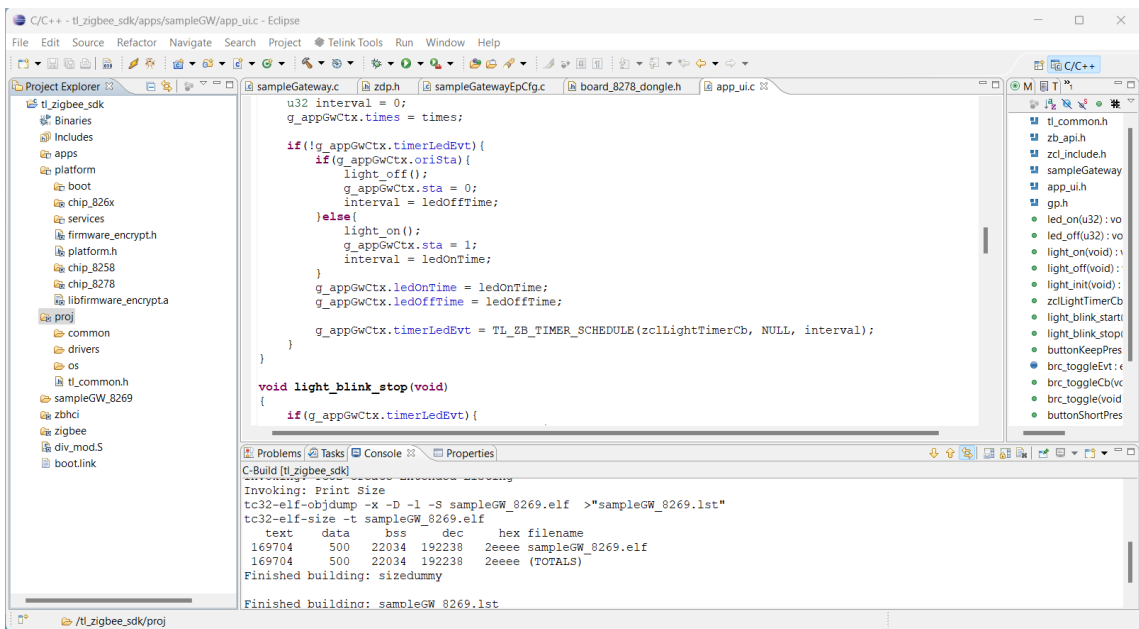 C/C++ - tl_zigbee_sdk/apps/sampleGW/app_ui.c - Eclipse
File Edit Source Refactor Navigate Search Project Telink Tools Run Window Help
C/C++
Project Explorer
tl_zigbee_sdk
Binaries
Includes
apps
platform
boot
chip_826x
services
firmware_encrypt.h
platform.h
chip_8258
chip_8278
libfirmware_encrypt.a
proj
common
drivers
os
tl_common.h
sampleGW_8269
zbhci
zigbee
div_mod.S
boot.link
sampleGateway.c zdp.h sampleGatewayEpCfg.c board_8278_dongle.h app_ui.c
u32 interval = 0;
g_appGwCtx.times = times;
if(!g_appGwCtx.timerLedEvt){
if(g_appGwCtx.oriSta){
light_off();
g_appGwCtx.sta = 0;
interval = ledOffTime;
}else{
light_on();
g_appGwCtx.sta = 1;
interval = ledOnTime;
}
g_appGwCtx.ledOnTime = ledOnTime;
g_appGwCtx.ledOffTime = ledOffTime;
g_appGwCtx.timerLedEvt = TL_ZB_TIMER_SCHEDULE(zclLightTimerCb, NULL, interval);
}
}
void light_blink_stop(void)
{
if(g_appGwCtx.timerLedEvt){
M T
tl_common.h
zb_api.h
zcl_include.h
sampleGateway
app_ui.h
gp.h
led_on(u32) : vo
led_off(u32) : vo
light_on(void) : v
light_off(void) :
light_init(void) :
zclLightTimerCb
light_blink_start(
light_blink_stop(
buttonKeepPres
brc_toggleEvt : e
brc_toggleCb(vo
brc_toggle(void
buttonShortPres
Problems Tasks Console Properties
C-Build [tl_zigbee_sdk]
Invoking: Print Size
tc32-elf-objdump -x -D -l -S sampleGW_8269.elf >"sampleGW_8269.lst"
tc32-elf-size -t sampleGW_8269.elf
text data bss dec hex filename
169704 500 22034 192238 2eeee sampleGW_8269.elf
169704 500 22034 192238 2eeee (TOTALS)
Finished building: sizedummy
Finished building: sampleGW_8269.lst
/tl_zigbee_sdk/proj